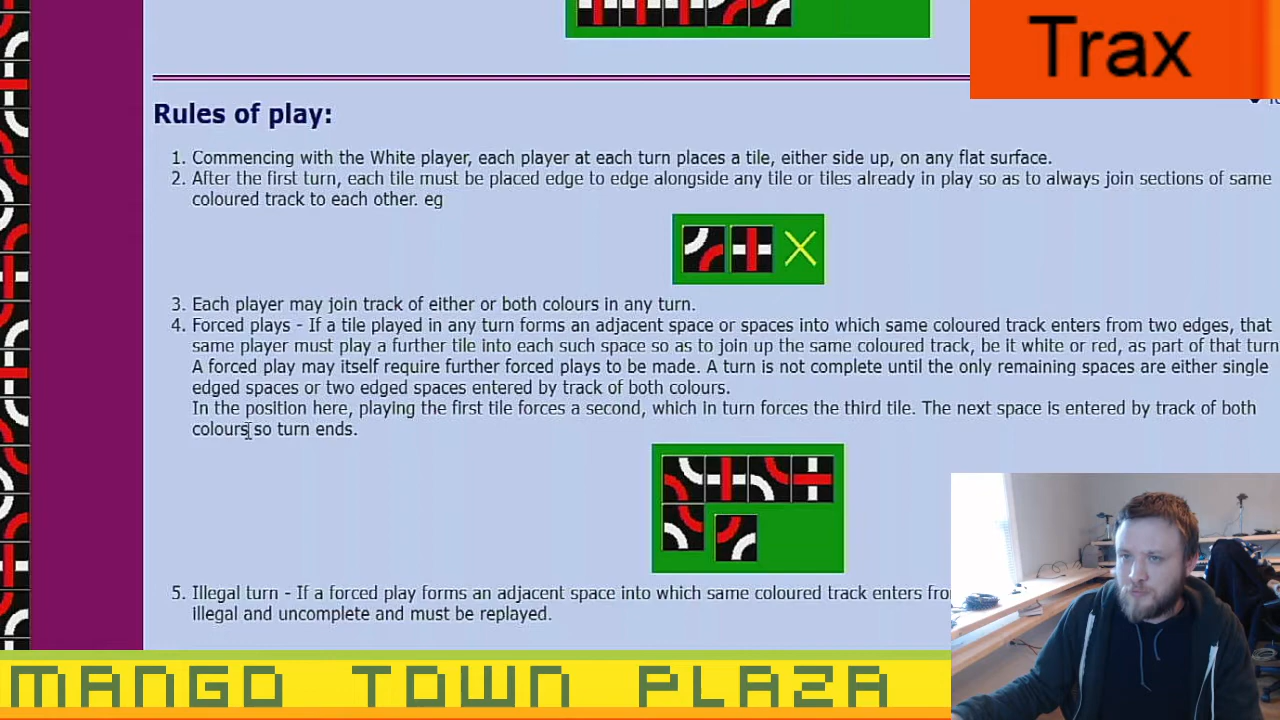 Trax
Rules of play:
1. Commencing with the White player, each player at each turn places a tile, either side up, on any flat surface.
2. After the first turn, each tile must be placed edge to edge alongside any tile or tiles already in play so as to always join sections of same
coloured track to each other. eg
3. Each player may join track of either or both colours in any turn.
4. Forced plays - If a tile played in any turn forms an adjacent space or spaces into which same coloured track enters from two edges, that
same player must play a further tile into each such space so as to join up the same coloured track, be it white or red, as part of that turn
A forced play may itself require further forced plays to be made. A turn is not complete until the only remaining spaces are either single
edged spaces or two edged spaces entered by track of both colours.
In the position here, playing the first tile forces a second, which in turn forces the third tile. The next space is entered by track of both
colours so turn ends.
5. Illegal turn - If a forced play forms an adjacent space into which same coloured track enters
illegal and uncomplete and must be replayed.
MANGO TOWN PLAZA